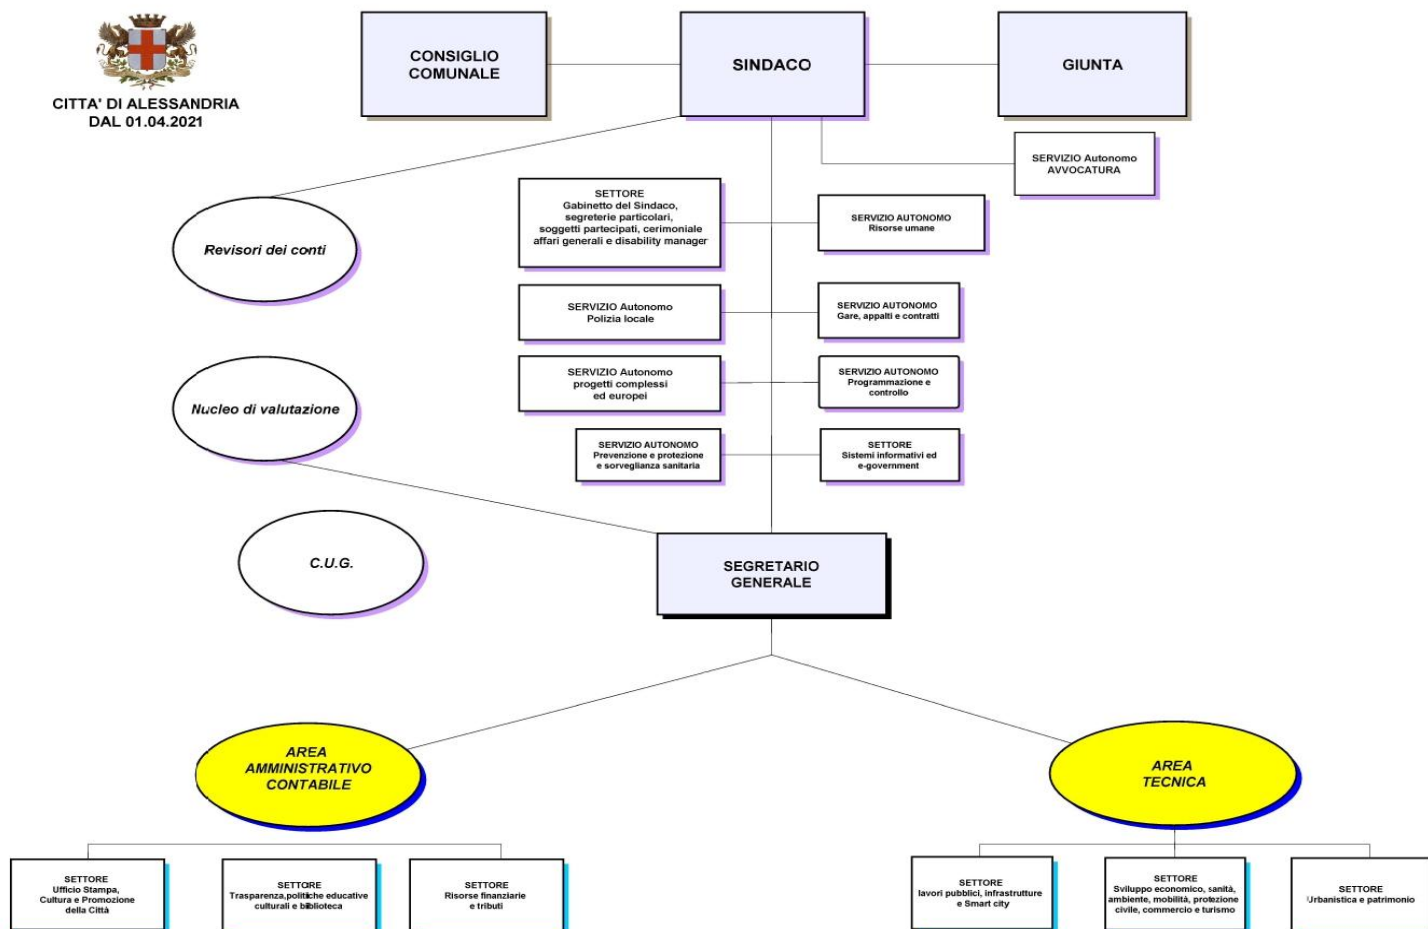 CITTA' DI ALESSANDRIA
DAL 01.04.2021
CONSIGLIO
COMUNALE
SINDACO
GIUNTA
SERVIZIO Autonomo
AVVOCATURA
SETTORE
Gabinetto del Sindaco,
segreterie particolari,
soggetti partecipati, cerimoniale
affari generali e disability manager
SERVIZIO AUTONOMO
Risorse umane
Revisori dei conti
SERVIZIO Autonomo
Polizia locale
SERVIZIO AUTONOMO
Gare, appalti e contratti
SERVIZIO Autonomo
progetti complessi
ed europei
SERVIZIO AUTONOMO
Programmazione e
controllo
Nucleo di valutazione
SERVIZIO AUTONOMO
Prevenzione e protezione
e sorveglianza sanitaria
SETTORE
Sistemi informativi ed
e-government
C.U.G.
SEGRETARIO
GENERALE
AREA
AMMINISTRATIVO
CONTABILE
AREA
TECNICA
SETTORE
Ufficio Stampa,
Cultura e Promozione
della Città
SETTORE
Trasparenza,politiche educative
culturali e biblioteca
SETTORE
Risorse finanziarie
e tributi
SETTORE
lavori pubblici, infrastrutture
e Smart city
SETTORE
Sviluppo economico, sanità,
ambiente, mobilità, protezione
civile, commercio e turismo
SETTORE
Urbanistica e patrimonio